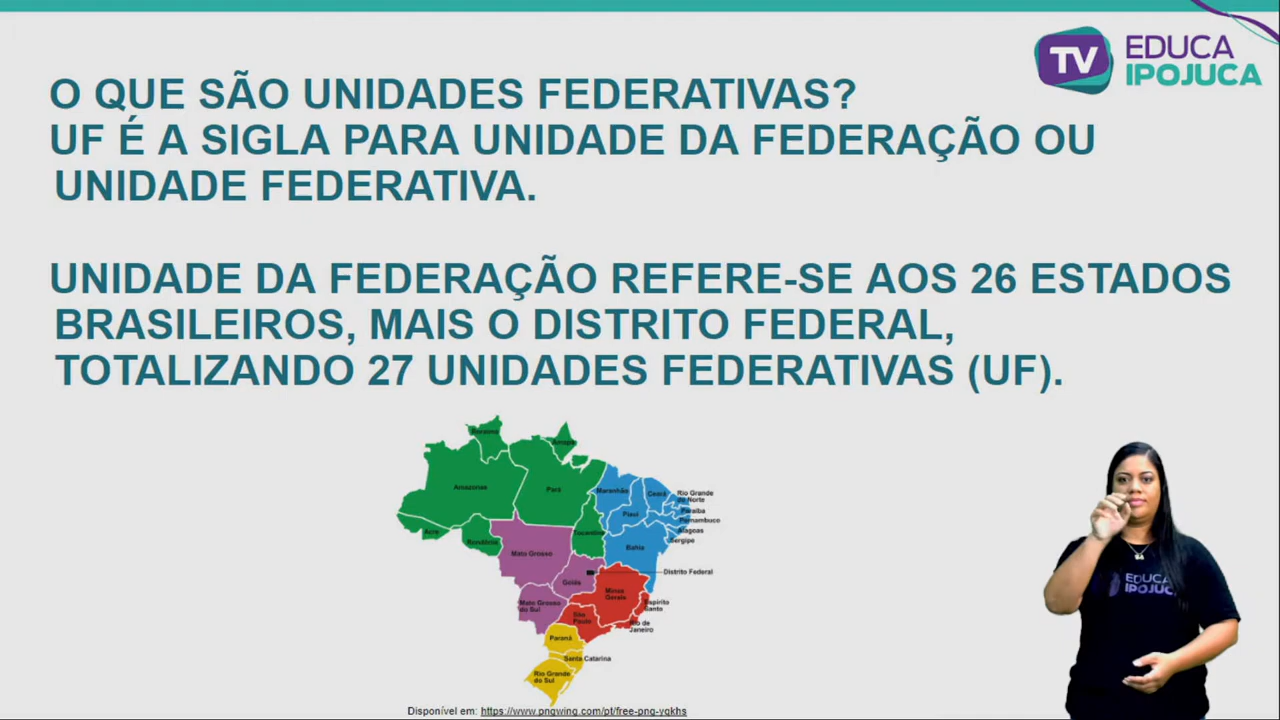 TV EDUCA
IPOJUCA
O QUE SÃO UNIDADES FEDERATIVAS?
UF É A SIGLA PARA UNIDADE DA FEDERAÇÃO OU
UNIDADE FEDERATIVA.
UNIDADE DA FEDERAÇÃO REFERE-SE AOS 26 ESTADOS
BRASILEIROS, MAIS O DISTRITO FEDERAL,
TOTALIZANDO 27 UNIDADES FEDERATIVAS (UF).
Roraima
Amapá
Amazonas
Pará
Maranhão
Ceará
Rio Grande
do Norte
Piauí
Paraíba
Pernambuco
Alagoas
Sergipe
Acre
Rondônia
Tocantins
Mato Grosso
Bahia
Distrito Federal
Goiás
Minas
Gerais
Mato Grosso
do Sul
Espírito
Santo
São
Paulo
Rio de
Janeiro
Paraná
Santa Catarina
Rio Grande
do Sul
EDUCA
IPOJUCA
Disponível em: https://www.pngwing.com/pt/free-png-vqkhs